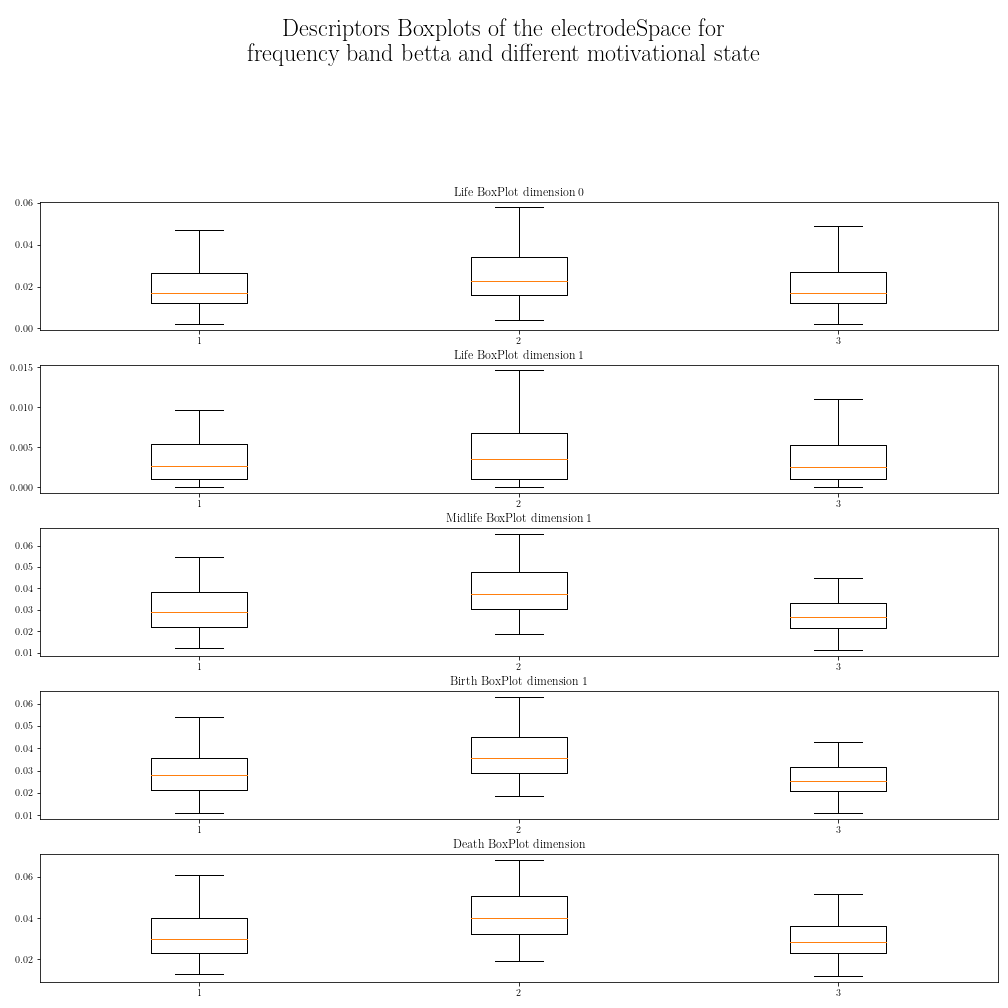 Descriptors Boxplots of the electrodeSpace for
frequency band betta and different motivational state
Life BoxPlot dimension 0
0.06
0.04
0.02
0.00
1 2 3
Life BoxPlot dimension 1
0.015
0.010
0.005
0.000
1 2 3
Midlife BoxPlot dimension 1
0.06
0.05
0.04
0.03
0.02
0.01
1 2 3
Birth BoxPlot dimension 1
0.06
0.05
0.04
0.03
0.02
0.01
1 2 3
Death BoxPlot dimension
0.06
0.04
0.02
1 2 3